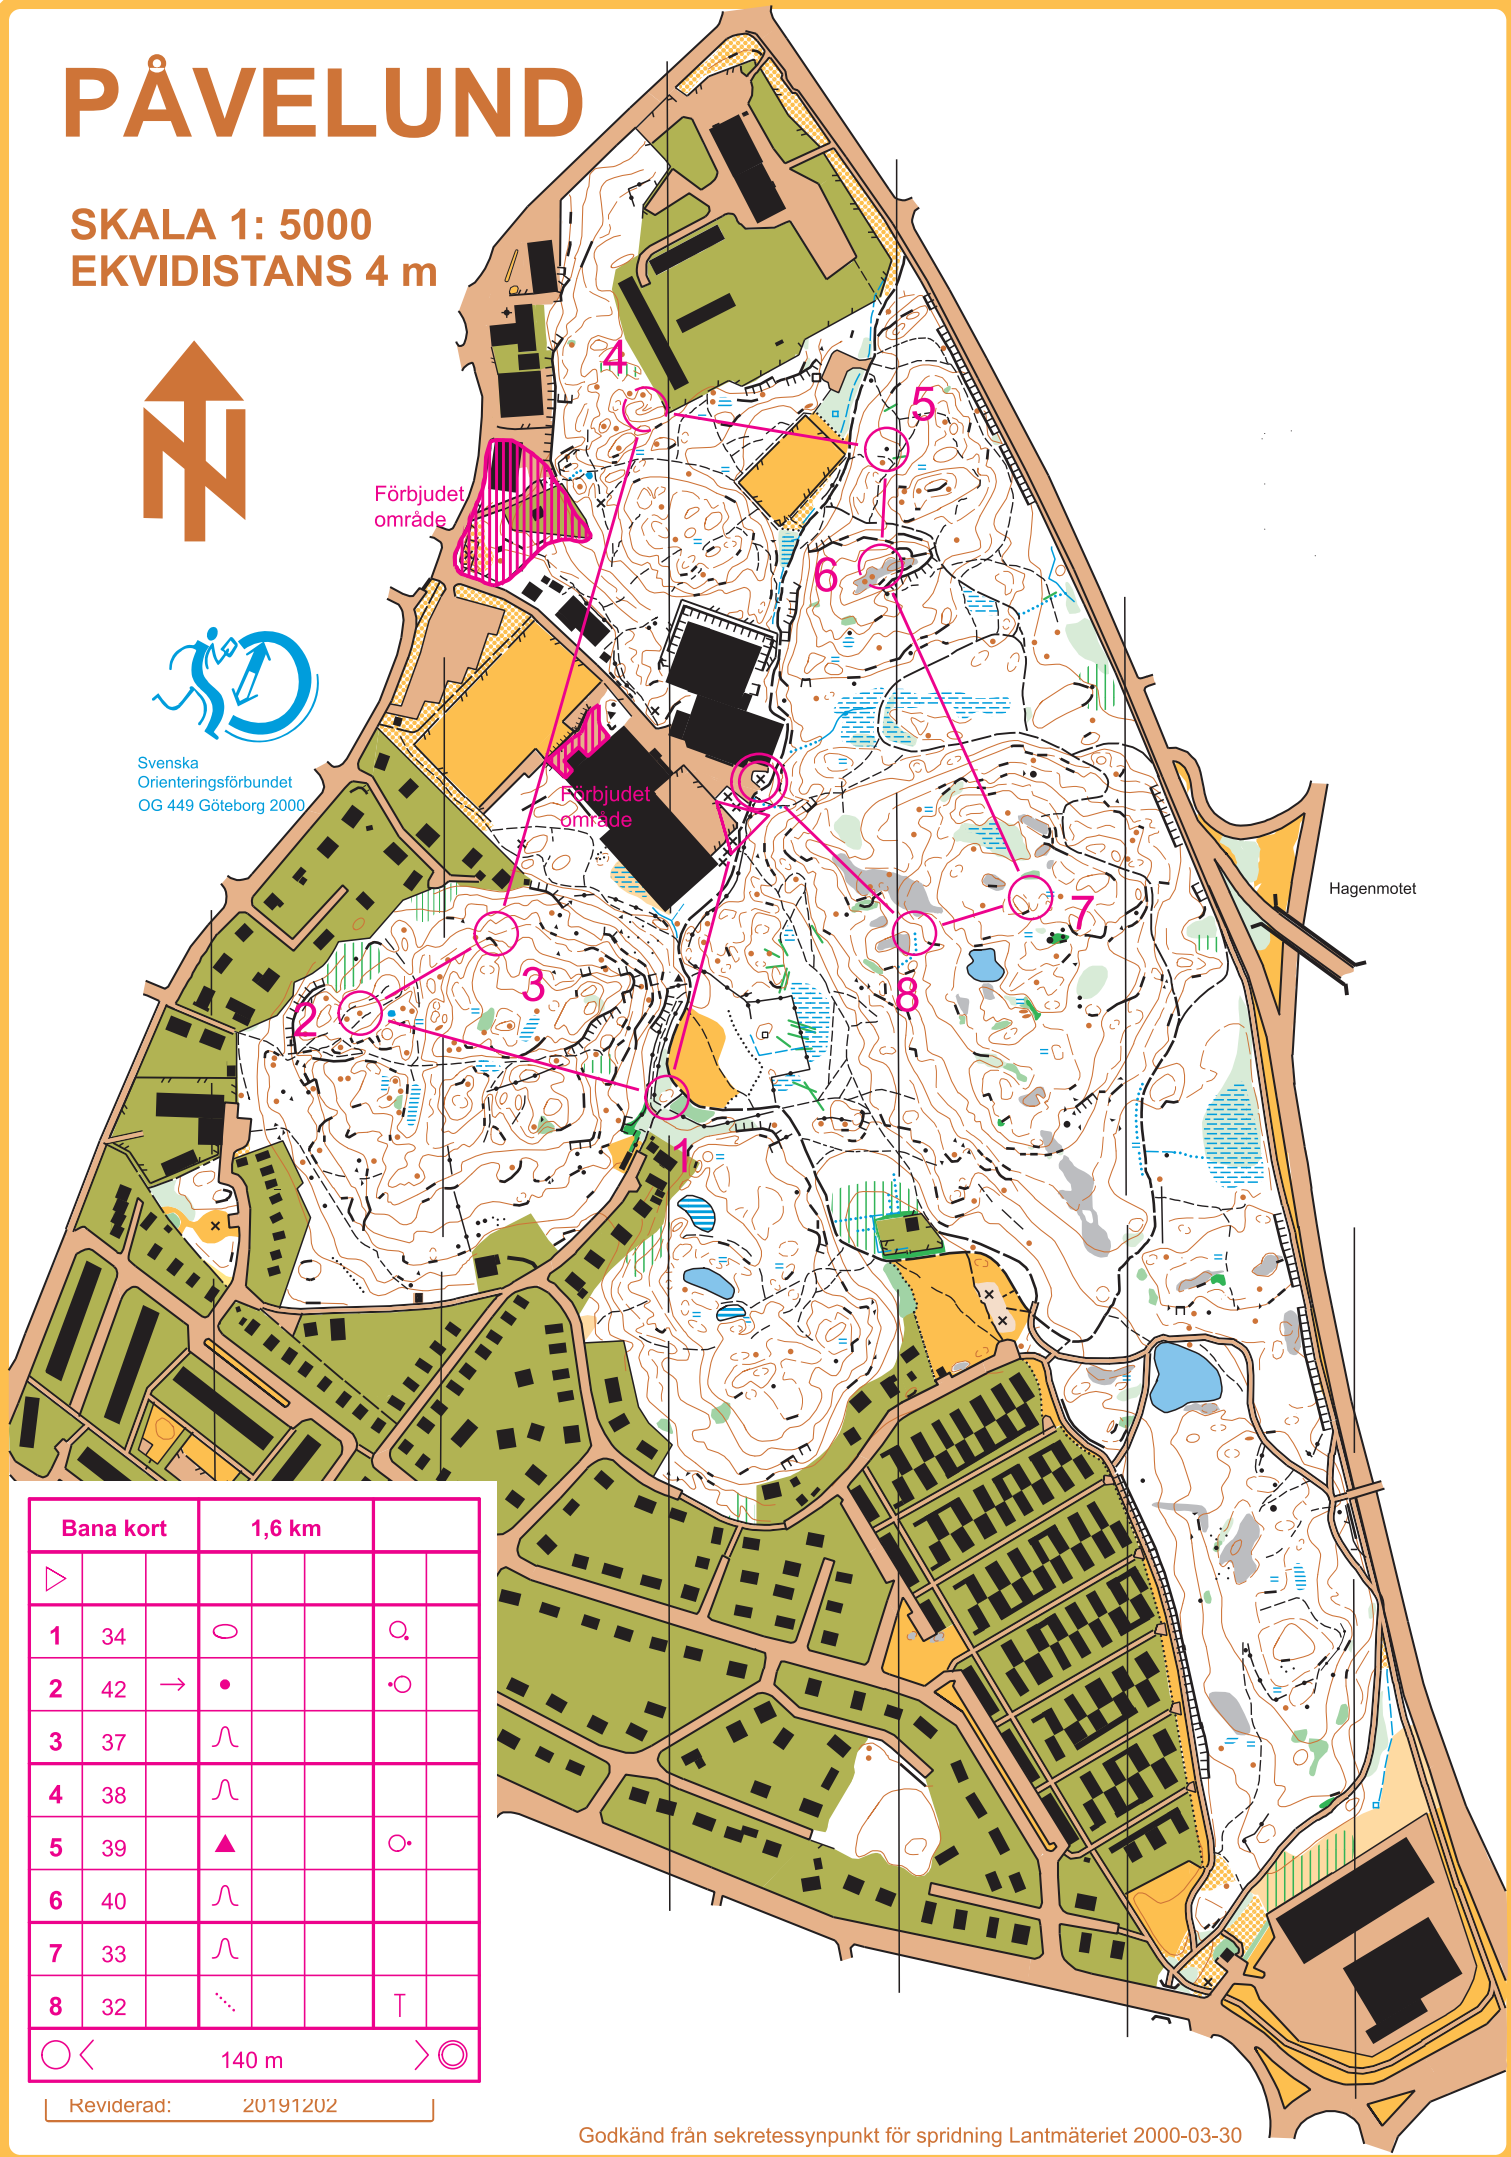 PÅVELUND
SKALA 1: 5000
EKVIDISTANS 4 m
N
4
5
Förbjudet
område
6
Svenska
Orienteringsförbundet
OG 449 Göteborg 2000
Förbjudet
område
Hagenmotet
7
3
8
2
1
Bana kort 1,6 km
1 34
2 42
3 37
4 38
5 39
6 40
7 33
8 32
140 m
Reviderad: 20191202
Godkänd från sekretessynpunkt för spridning Lantmäteriet 2000-03-30